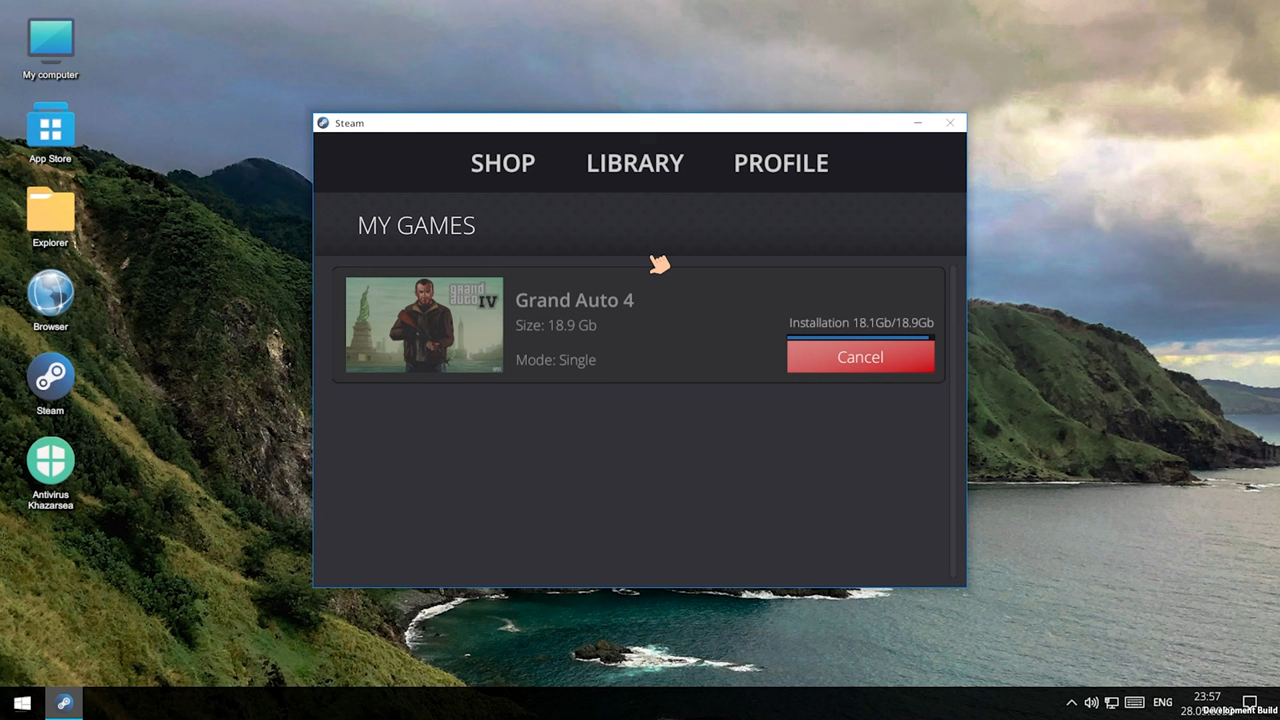 My computer
App Store
Explorer
Browser
Steam
Antivirus
Khazarsea
Steam
SHOP LIBRARY PROFILE
MY GAMES
grand
auto IV
Grand Auto 4
Size: 18.9 Gb
Mode: Single
Installation 18.1Gb/18.9Gb
Cancel
ENG
23:57
28.05
Development Build